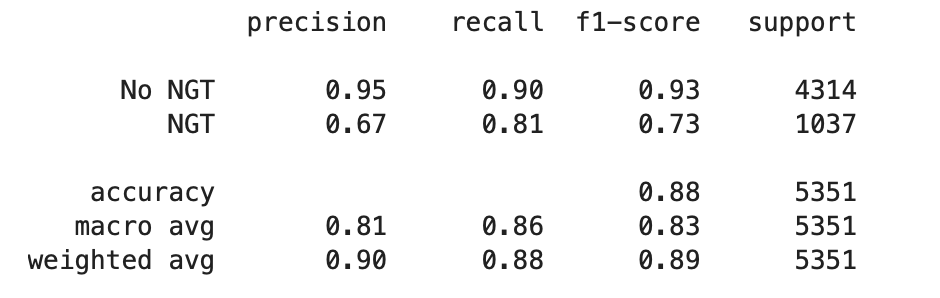 precision recall f1-score support
No NGT 0.95 0.90 0.93 4314
NGT 0.67 0.81 0.73 1037
accuracy 0.88 5351
macro avg 0.81 0.86 0.83 5351
weighted avg 0.90 0.88 0.89 5351